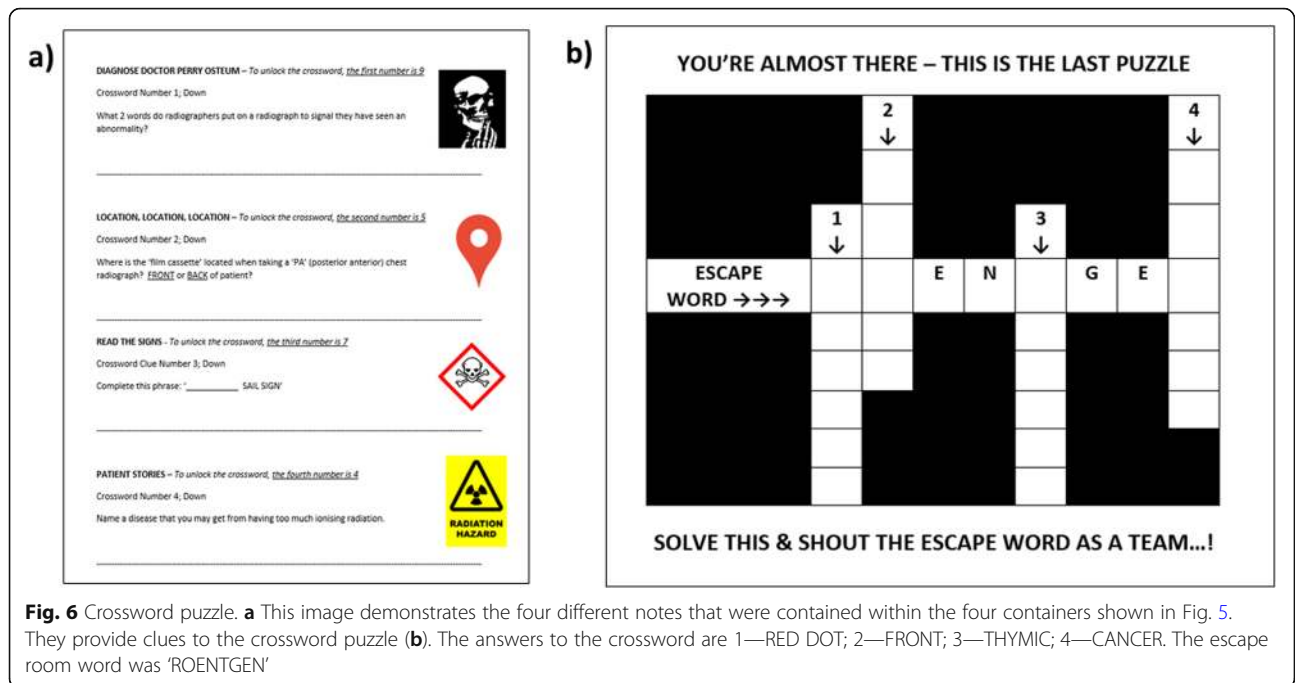 a)
DIAGNOSE DOCTOR PERRY OSTEUM – To unlock the crossword, the first number is 9
Crossword Number 1; Down
What 2 words do radiographers put on a radiograph to signal they have seen an
abnormality?
LOCATION, LOCATION, LOCATION – To unlock the crossword, the second number is 5
Crossword Number 2; Down
Where is the 'film cassette' located when taking a 'PA' (posterior anterior) chest
radiograph? FRONT or BACK of patient?
READ THE SIGNS - To unlock the crossword, the third number is 7
Crossword Clue Number 3; Down
Complete this phrase: '__________ SAIL SIGN'
PATIENT STORIES – To unlock the crossword, the fourth number is 4
Crossword Number 4; Down
Name a disease that you may get from having too much ionising radiation.
RADIATION
HAZARD
b)
YOU'RE ALMOST THERE – THIS IS THE LAST PUZZLE
2 4
↓ ↓
1 3
↓ ↓
ESCAPE
WORD →→→
E N G E
SOLVE THIS & SHOUT THE ESCAPE WORD AS A TEAM...!
Fig. 6 Crossword puzzle. a This image demonstrates the four different notes that were contained within the four containers shown in Fig. 5.
They provide clues to the crossword puzzle (b). The answers to the crossword are 1—RED DOT; 2—FRONT; 3—THYMIC; 4—CANCER. The escape
room word was 'ROENTGEN'